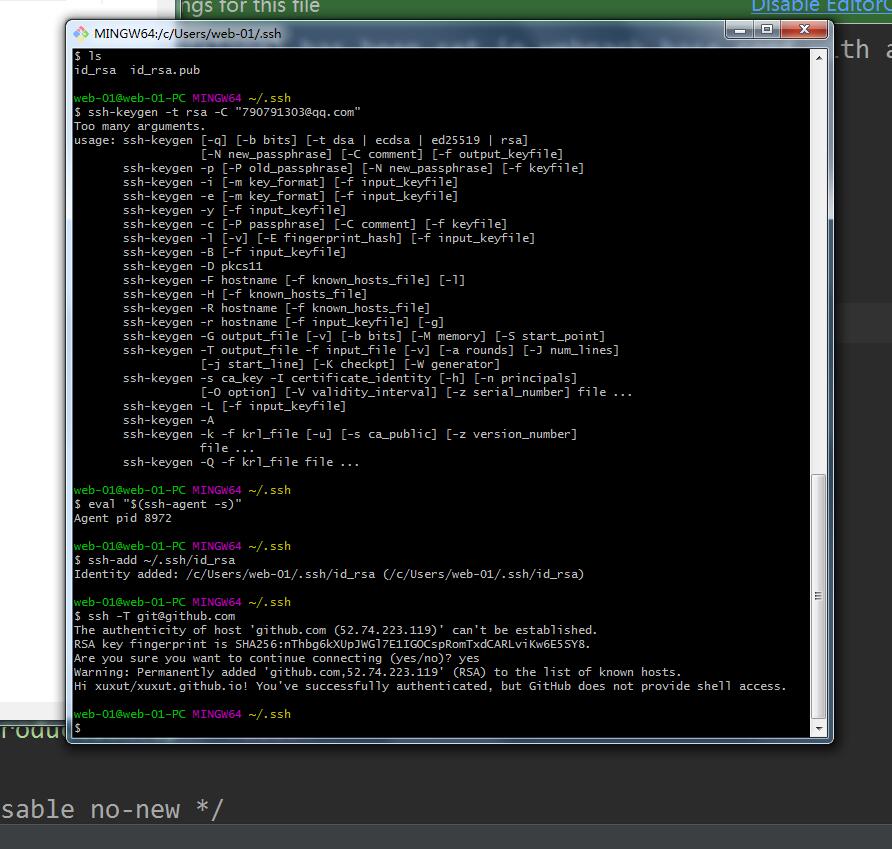 ngs for this file
Disable EditorC
MINGW64:/c/Users/web-01/.ssh
$ ls
id_rsa  id_rsa.pub
web-01@web-01-PC MINGW64 ~/.ssh
$ ssh-keygen -t rsa -C "790791303@qq.com"
Too many arguments.
usage: ssh-keygen [-q] [-b bits] [-t dsa | ecdsa | ed25519 | rsa]
[-N new_passphrase] [-C comment] [-f output_keyfile]
ssh-keygen -p [-P old_passphrase] [-N new_passphrase] [-f keyfile]
ssh-keygen -i [-m key_format] [-f input_keyfile]
ssh-keygen -e [-m key_format] [-f input_keyfile]
ssh-keygen -y [-f input_keyfile]
ssh-keygen -c [-P passphrase] [-C comment] [-f keyfile]
ssh-keygen -l [-v] [-E fingerprint_hash] [-f input_keyfile]
ssh-keygen -B [-f input_keyfile]
ssh-keygen -D pkcs11
ssh-keygen -F hostname [-f known_hosts_file] [-l]
ssh-keygen -H [-f known_hosts_file]
ssh-keygen -R hostname [-f known_hosts_file]
ssh-keygen -r hostname [-f input_keyfile] [-g]
ssh-keygen -G output_file [-v] [-b bits] [-M memory] [-S start_point]
ssh-keygen -T output_file -f input_file [-v] [-a rounds] [-J num_lines]
[-j start_line] [-K checkpt] [-W generator]
ssh-keygen -s ca_key -I certificate_identity [-h] [-n principals]
[-O option] [-V validity_interval] [-z serial_number] file ...
ssh-keygen -L [-f input_keyfile]
ssh-keygen -A
ssh-keygen -k -f krl_file [-u] [-s ca_public] [-z version_number]
file ...
ssh-keygen -Q -f krl_file file ...
web-01@web-01-PC MINGW64 ~/.ssh
$ eval "$(ssh-agent -s)"
Agent pid 8972
web-01@web-01-PC MINGW64 ~/.ssh
$ ssh-add ~/.ssh/id_rsa
Identity added: /c/Users/web-01/.ssh/id_rsa (/c/Users/web-01/.ssh/id_rsa)
web-01@web-01-PC MINGW64 ~/.ssh
$ ssh -T git@github.com
The authenticity of host 'github.com (52.74.223.119)' can't be established.
RSA key fingerprint is SHA256:nThbg6kXUpJWGl7E1IGOCspRomTxdCARLviKw6E5SY8.
Are you sure you want to continue connecting (yes/no)? yes
Warning: Permanently added 'github.com,52.74.223.119' (RSA) to the list of known hosts.
Hi xuxut/xuxut.github.io! You've successfully authenticated, but GitHub does not provide shell access.
web-01@web-01-PC MINGW64 ~/.ssh
$
sable no-new */